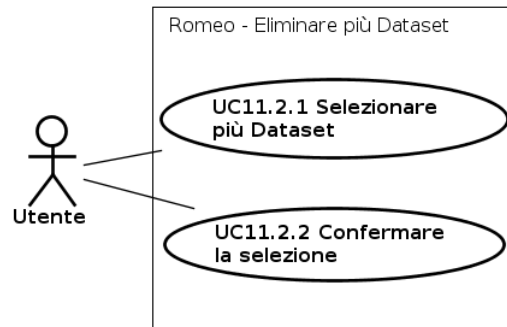 Romeo - Eliminare più Dataset
UC11.2.1 Selezionare
più Dataset
Utente
UC11.2.2 Confermare
la selezione